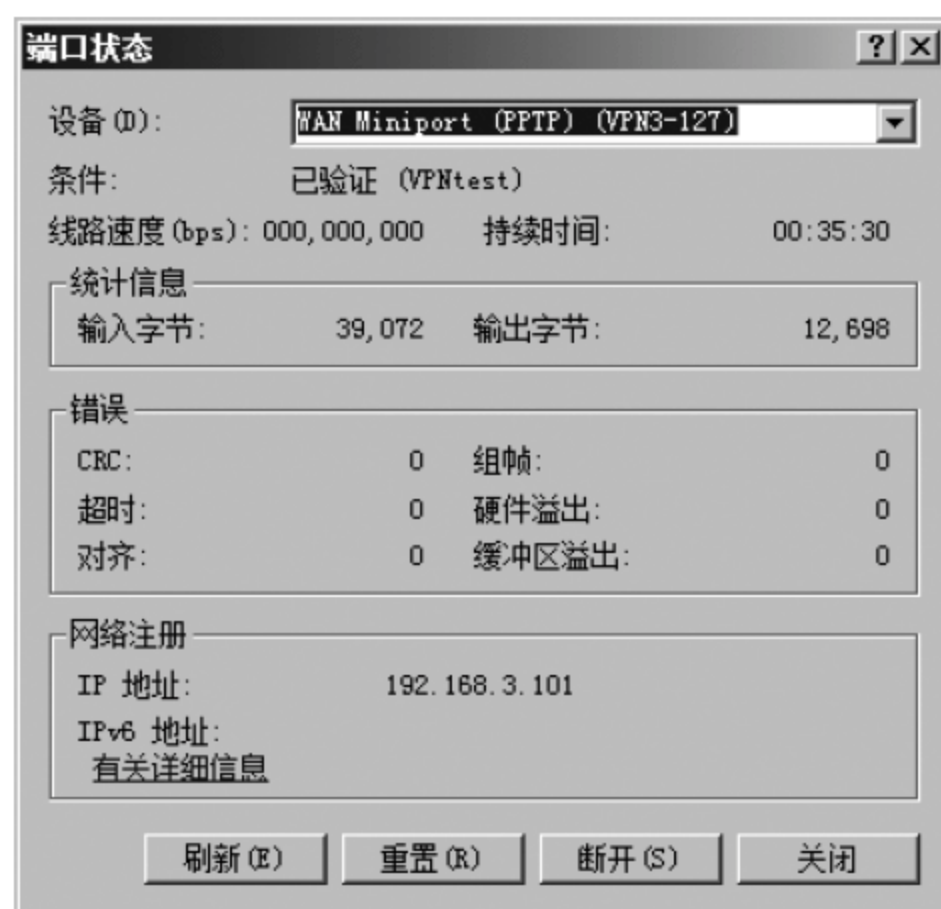 端口状态
设备(D): WAN Miniport (PPTP) (VPN3-127)
条件: 已验证 (VPNtest)
线路速度(bps): 000,000,000 持续时间: 00:35:30
统计信息
输入字节: 39,072 输出字节: 12,698
错误
CRC: 0 组帧: 0
超时: 0 硬件溢出: 0
对齐: 0 缓冲区溢出: 0
网络注册
IP 地址: 192.168.3.101
IPv6 地址:
有关详细信息
刷新(E) 重置(R) 断开(S) 关闭